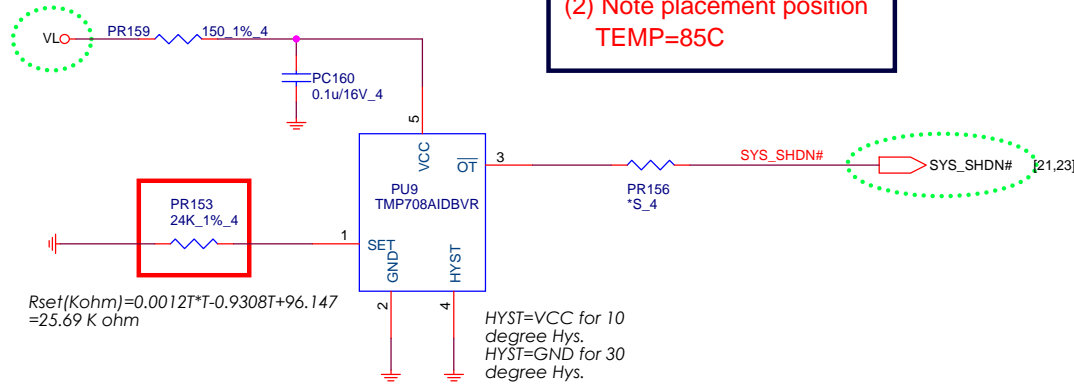 (2) Note placement position
TEMP=85C
VL
PR159
150_1%_4
PC160
0.1u/16V_4
5
VCC
OT
3
SYS_SHDN#
SYS_SHDN#
[21,23]
PR156
*S_4
PU9
TMP708AIDBVR
PR153
24K_1%_4
1
SET
GND
HYST
2
4
Rset(Kohm)=0.0012T*T-0.9308T+96.147
=25.69 K ohm
HYST=VCC for 10
degree Hys.
HYST=GND for 30
degree Hys.